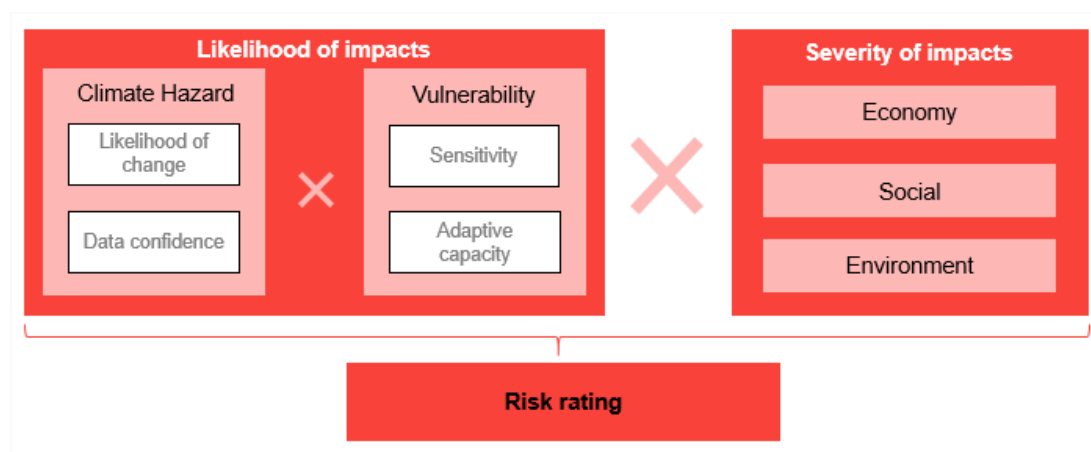 Likelihood of impacts
Climate Hazard
Likelihood of
change
Data confidence
Vulnerability
Sensitivity
Adaptive
capacity
Severity of impacts
Economy
Social
Environment
Risk rating